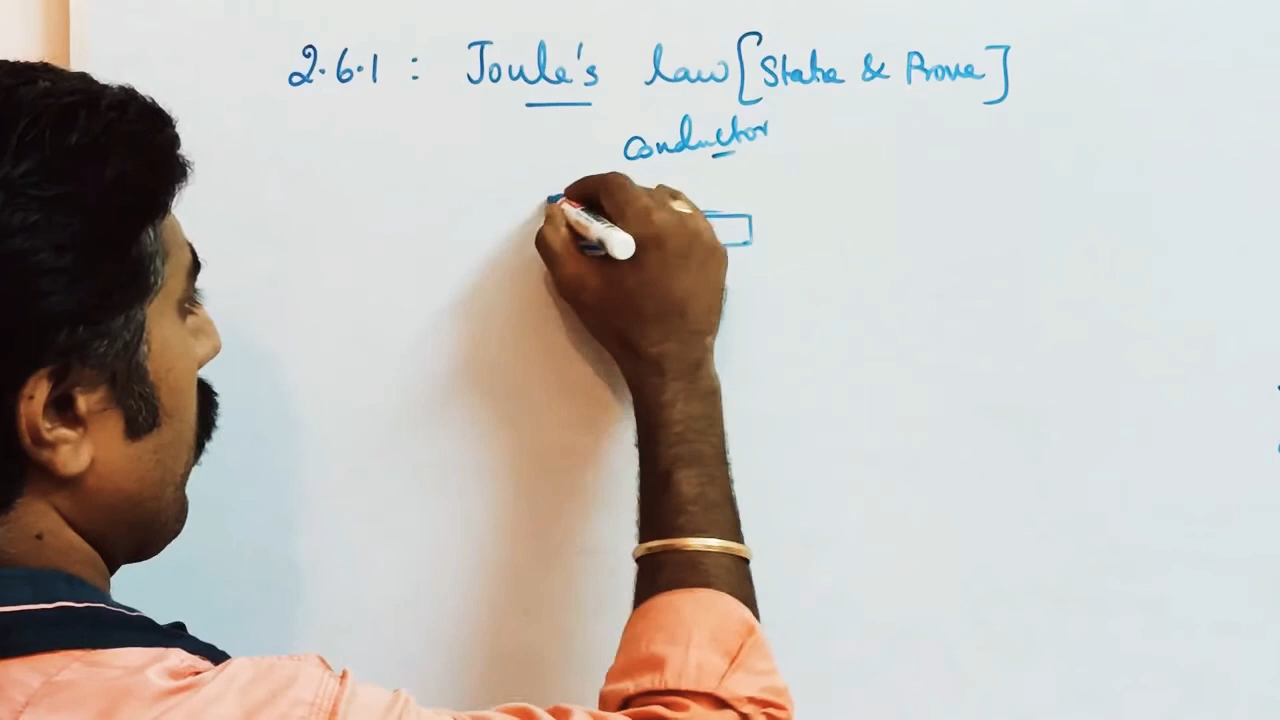 2.6.1 : Joule's law [State & Prove]
conductor